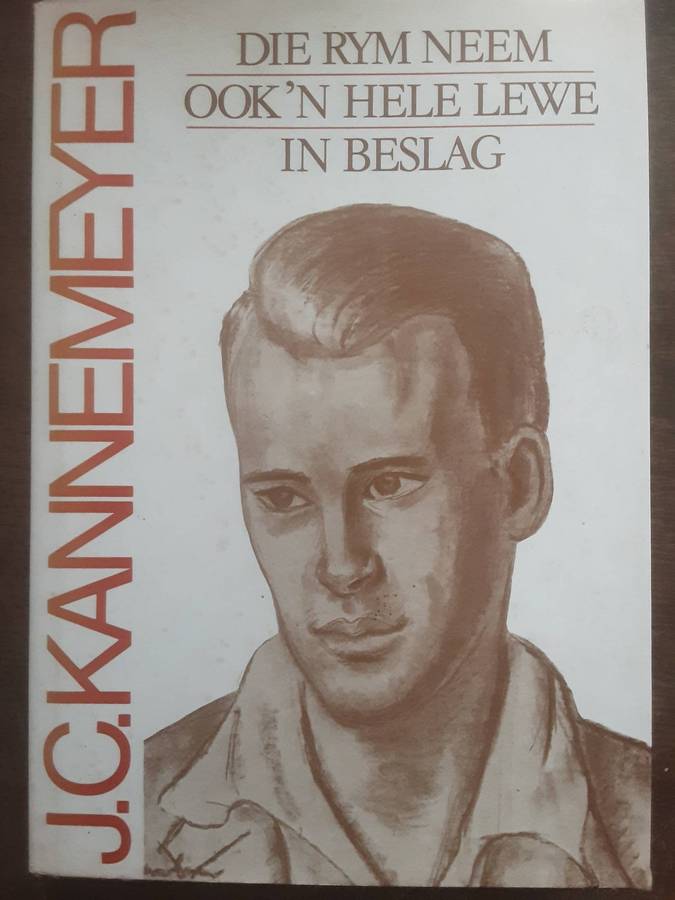 DIE RYM NEEM
OOK 'N HELE LEWE
IN BESLAG
J.C. KANNEMEYER